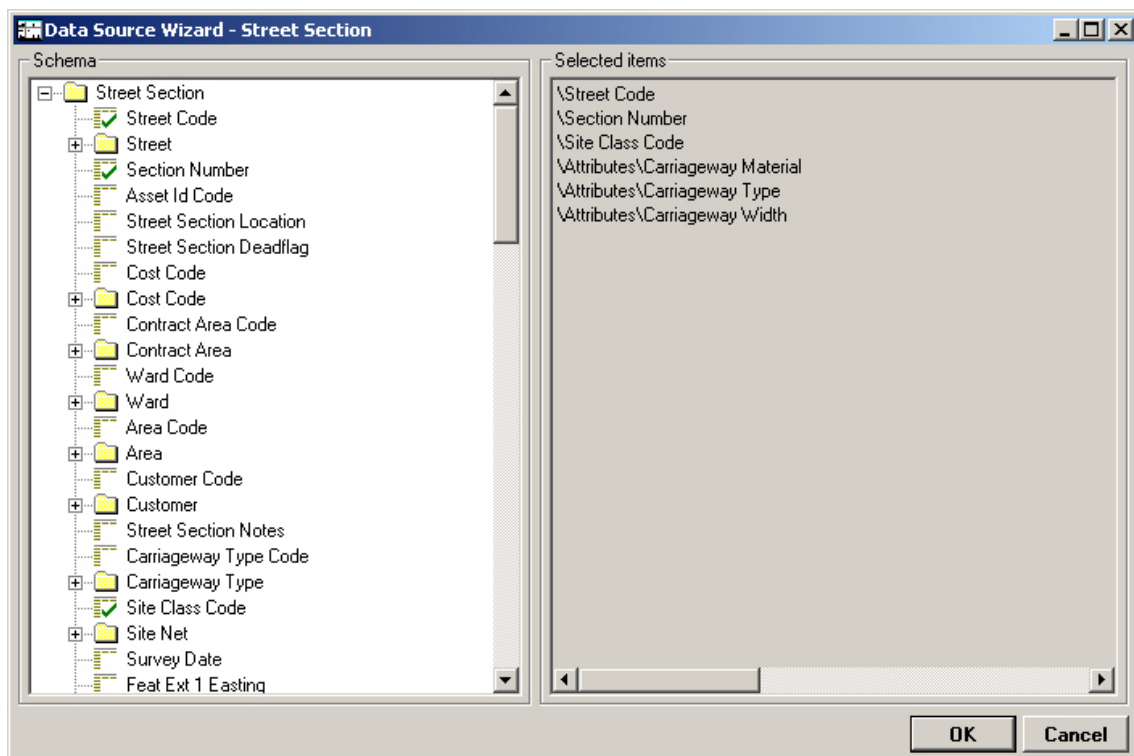 Data Source Wizard - Street Section
Schema
Street Section
Street Code
Street
Section Number
Asset Id Code
Street Section Location
Street Section Deadflag
Cost Code
Cost Code
Contract Area Code
Contract Area
Ward Code
Ward
Area Code
Area
Customer Code
Customer
Street Section Notes
Carriageway Type Code
Carriageway Type
Site Class Code
Site Net
Survey Date
Feat Ext 1 Easting
Selected items
\Street Code
\Section Number
\Site Class Code
\Attributes\Carriageway Material
\Attributes\Carriageway Type
\Attributes\Carriageway Width
OK
Cancel